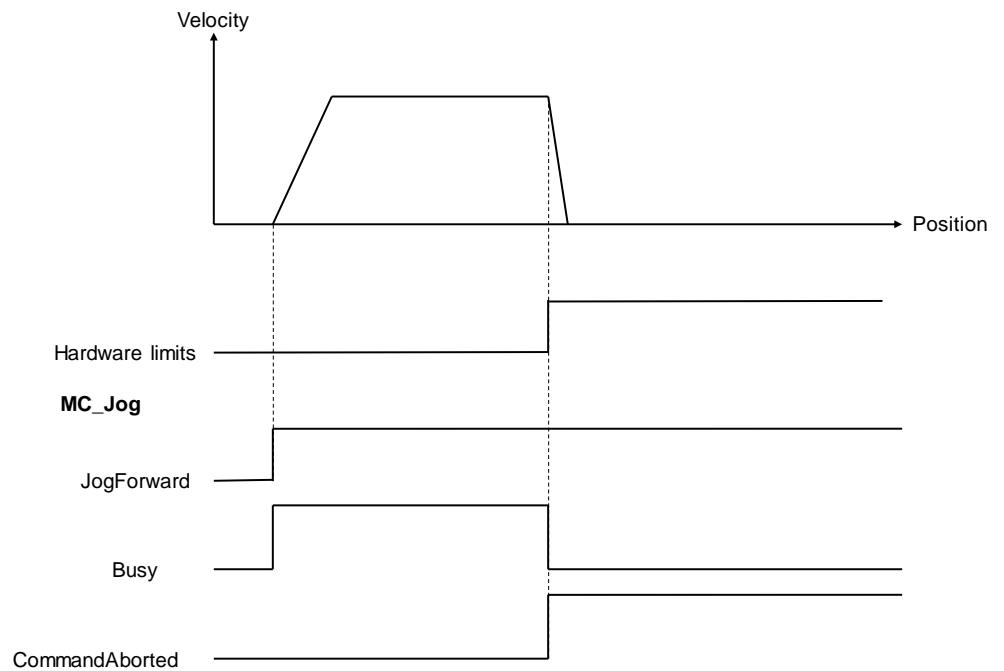 Velocity
Position
Hardware limits
MC_Jog
JogForward
Busy
CommandAborted